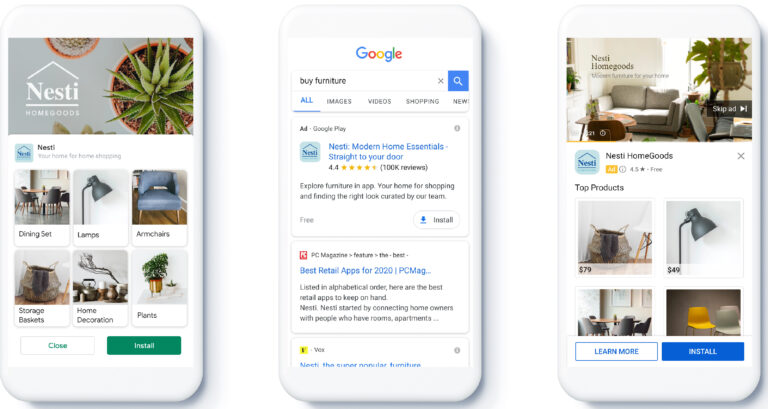 Nesti
HOMEGOODS
Nesti
Nesti
Your home for home shopping
Dining Set
Lamps
Armchairs
Storage
Baskets
Home
Decoration
Plants
Close
Install
Google
buy furniture
ALL
IMAGES
VIDEOS
SHOPPING
NEWS
Ad · Google Play
Nesti
Nesti: Modern Home Essentials -
Straight to your door
4.4 ★★★★★ (100K reviews)
Explore furniture in app. Your home for shopping
and finding the right look curated by our team.
Free
Install
PC Magazine > feature > the - best -
Best Retail Apps for 2020 | PCMag...
Listed in alphabetical order, here are the best
retail apps to keep on hand.
Nesti. Nesti started by connecting home owners
with people who have rooms, apartments ...
V · Vox
Nesti, the super popular, furniture
Nesti
Homegoods
Modern furniture for your home
Skip ad
:21
Nesti
Nesti HomeGoods
Ad 4.5 ★ · Free
Top Products
$79
$49
LEARN MORE
INSTALL